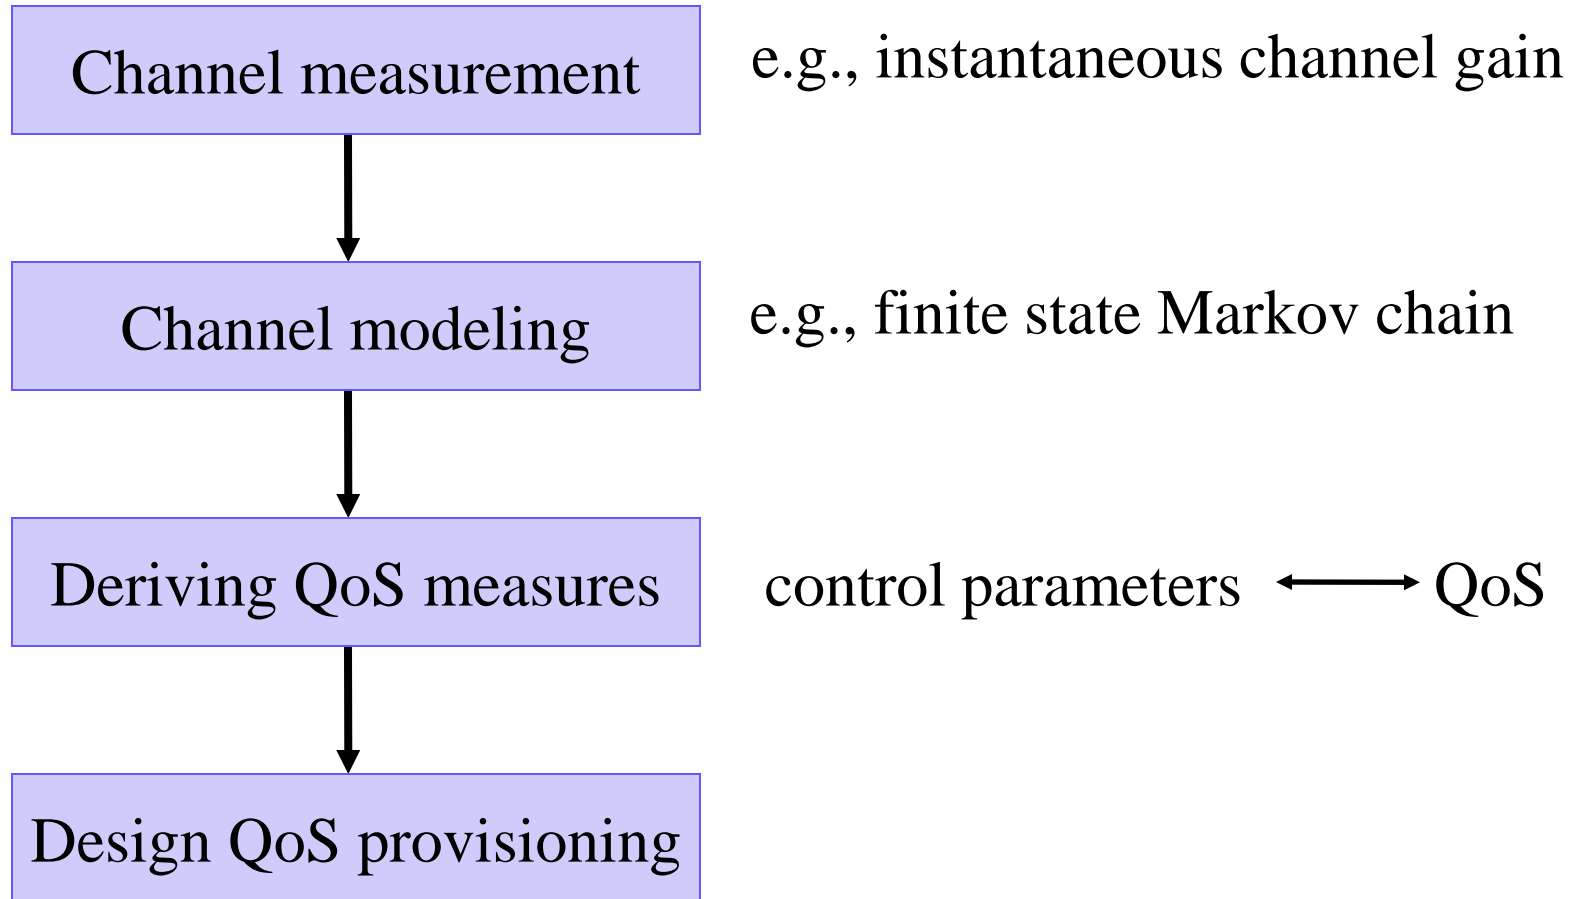 Channel measurement
e.g., instantaneous channel gain
Channel modeling
e.g., finite state Markov chain
Deriving QoS measures
control parameters QoS
Design QoS provisioning